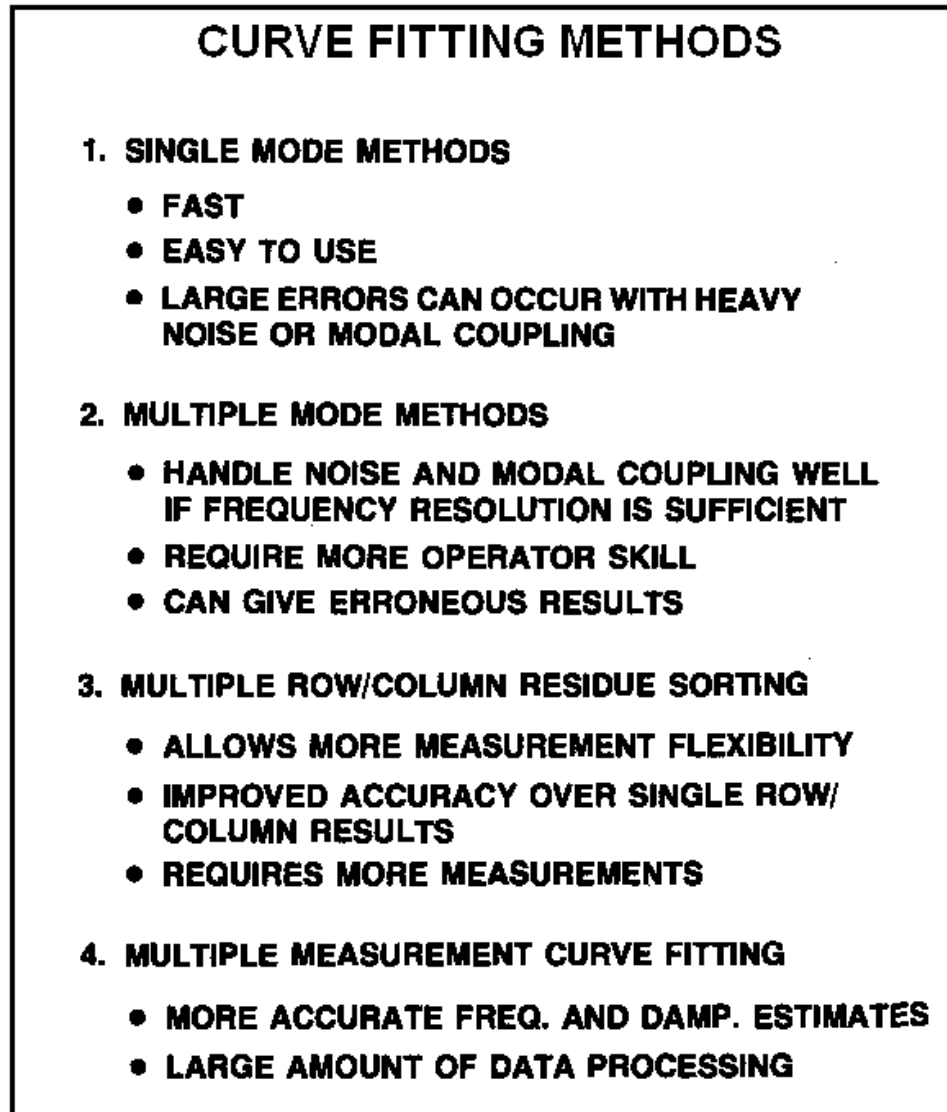 CURVE FITTING METHODS
1. SINGLE MODE METHODS
• FAST
• EASY TO USE
• LARGE ERRORS CAN OCCUR WITH HEAVY
NOISE OR MODAL COUPLING
2. MULTIPLE MODE METHODS
• HANDLE NOISE AND MODAL COUPLING WELL
IF FREQUENCY RESOLUTION IS SUFFICIENT
• REQUIRE MORE OPERATOR SKILL
• CAN GIVE ERRONEOUS RESULTS
3. MULTIPLE ROW/COLUMN RESIDUE SORTING
• ALLOWS MORE MEASUREMENT FLEXIBILITY
• IMPROVED ACCURACY OVER SINGLE ROW/
COLUMN RESULTS
• REQUIRES MORE MEASUREMENTS
4. MULTIPLE MEASUREMENT CURVE FITTING
• MORE ACCURATE FREQ. AND DAMP. ESTIMATES
• LARGE AMOUNT OF DATA PROCESSING